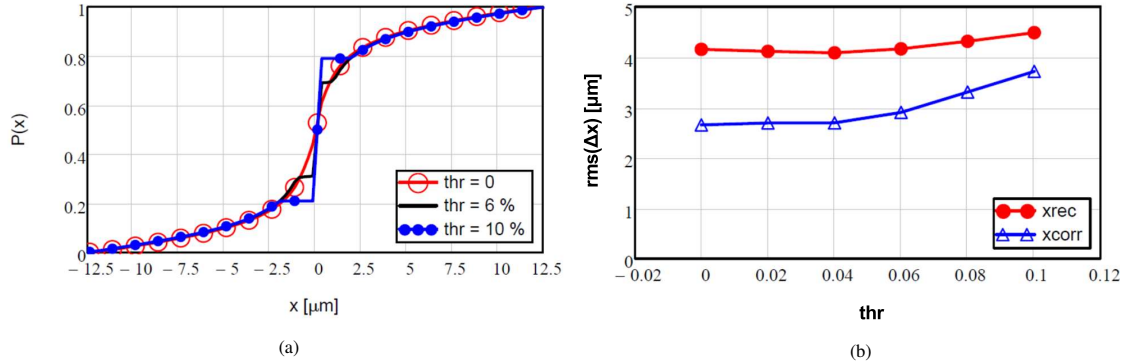 1
0.8
0.6
0.4
0.2
0
P(x)
thr = 0
thr = 6 %
thr = 10 %
−12.5 −10 −7.5 −5 −2.5 0 2.5 5 7.5 10 12.5
x [μm]
(a)
5
4
3
2
1
0
rms(Δx) [μm]
xrec
xcorr
−0.02 0 0.02 0.04 0.06 0.08 0.1 0.12
thr
(b)